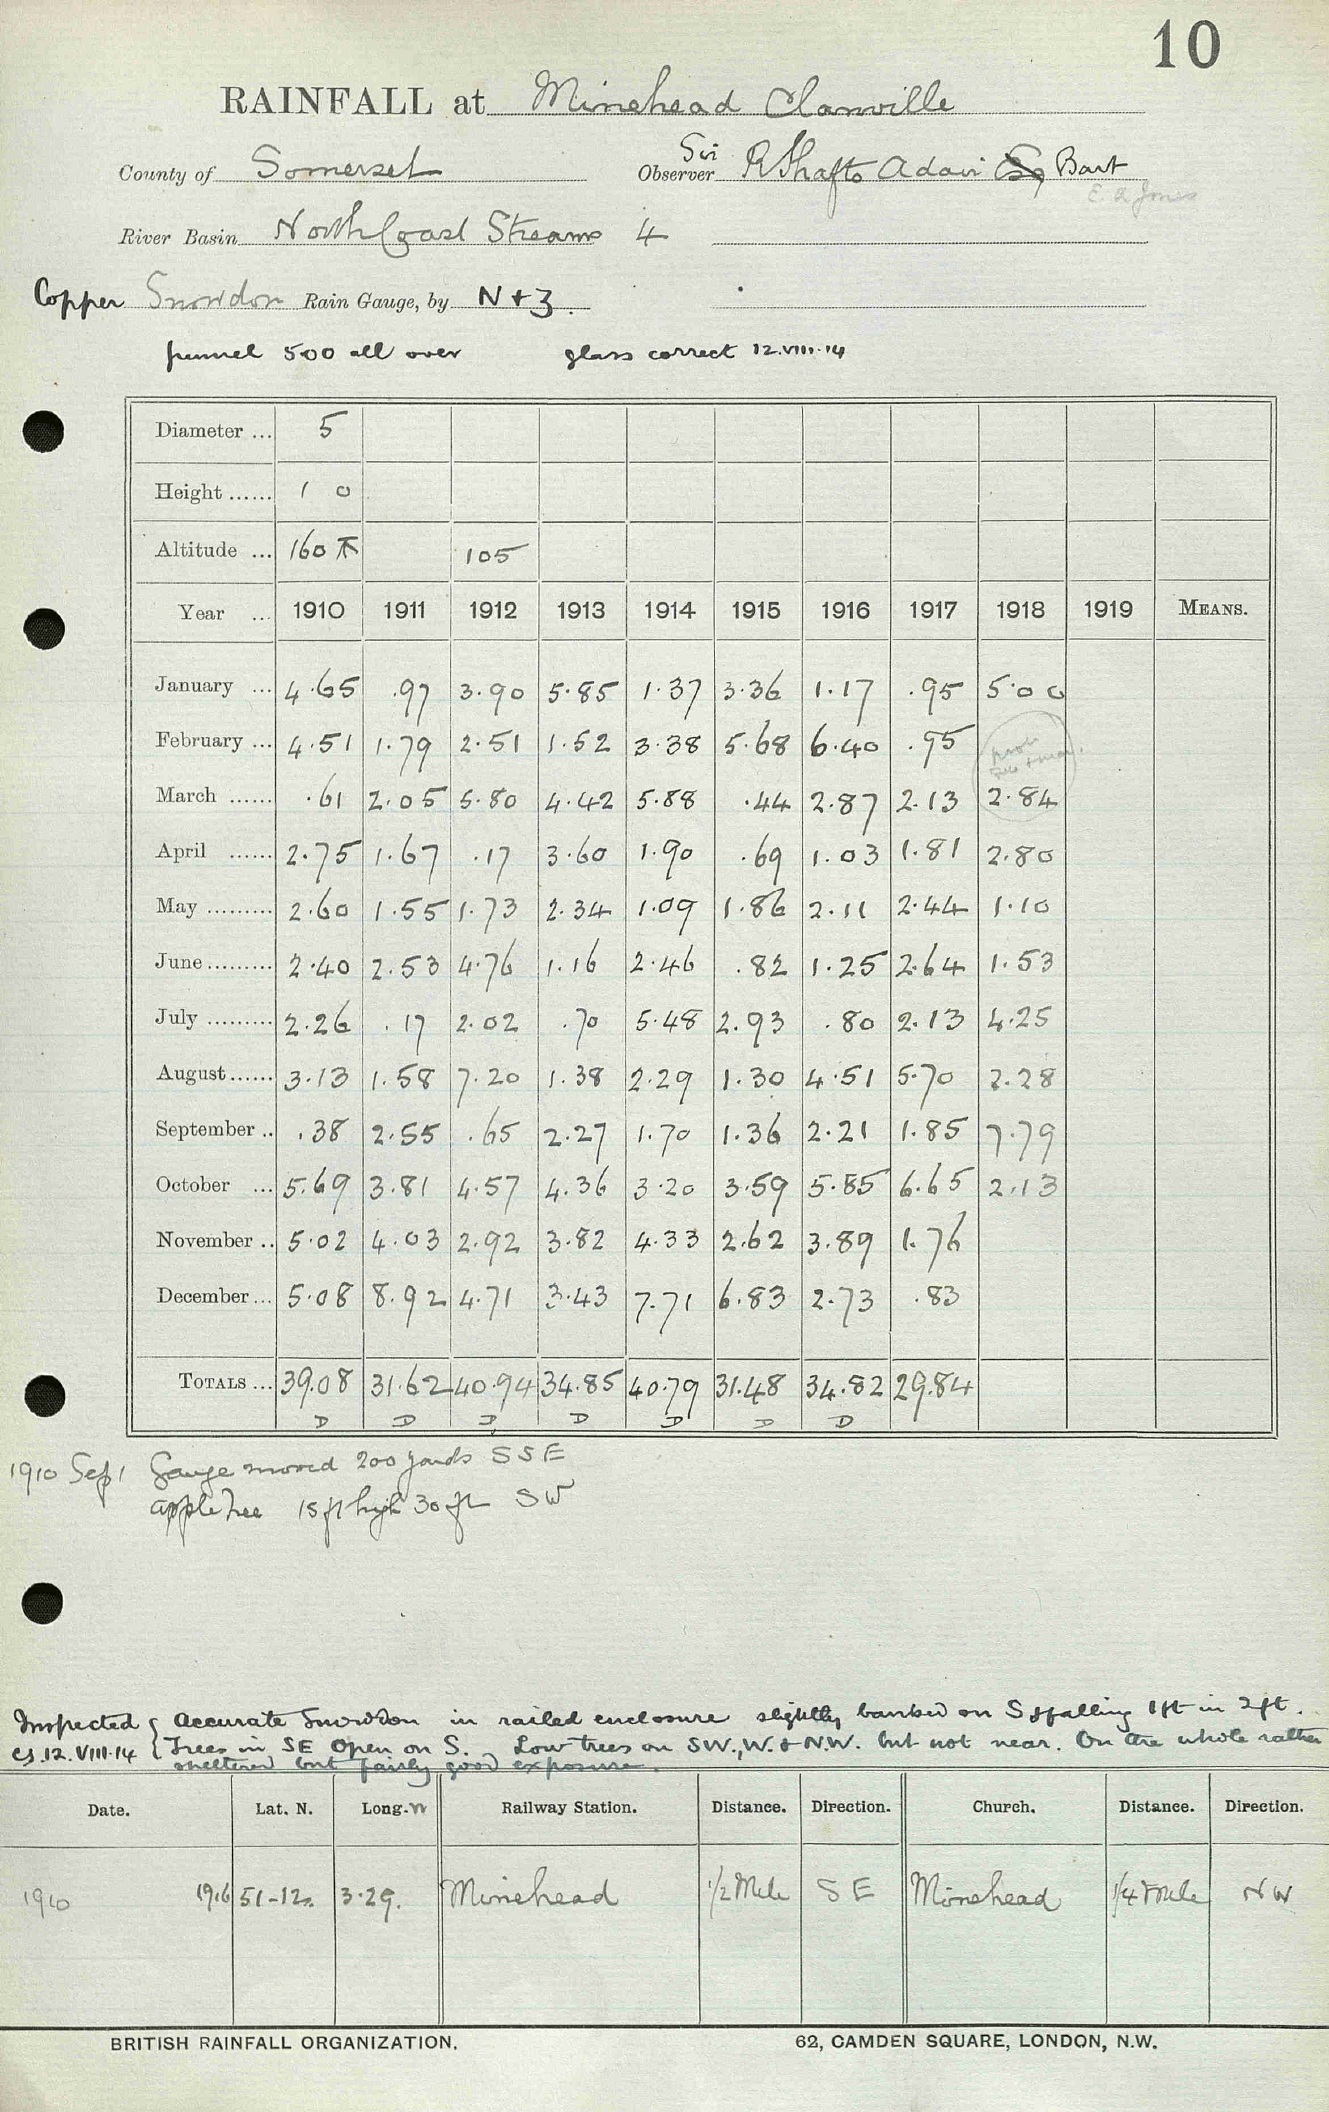 10
RAINFALL at Minehead Clanville
County of Somerset Observer Sir R Shafto Adair Bart
E. A. Jones
River Basin North Coast Streams 4
Copper Snowdon Rain Gauge, by N + Z.
funnel 500 all over glass correct 12.VIII.14
Diameter ... 5
Height ...... 1 0
Altitude ... 160 105
Year ... 1910 1911 1912 1913 1914 1915 1916 1917 1918 1919 MEANS.
January ... 4.65 .97 3.90 5.85 1.37 3.36 1.17 .95 5.00
February ... 4.51 1.79 2.51 1.52 3.38 5.68 6.40 .95
March ...... .61 2.05 5.80 4.42 5.88 .44 2.87 2.13 2.84
April ...... 2.75 1.67 .17 3.60 1.90 .69 1.03 1.81 2.80
May ......... 2.60 1.55 1.73 2.34 1.09 1.86 2.11 2.44 1.10
June ......... 2.40 2.53 4.76 1.16 2.46 .82 1.25 2.64 1.53
July ......... 2.26 .17 2.02 .70 5.48 2.93 .80 2.13 4.25
August ...... 3.13 1.58 7.20 1.38 2.29 1.30 4.51 5.70 2.28
September .. .38 2.55 .65 2.27 1.70 1.36 2.21 1.85 7.79
October ... 5.69 3.81 4.57 4.36 3.20 3.59 5.85 6.65 2.13
November .. 5.02 4.03 2.92 3.82 4.33 2.62 3.89 1.76
December ... 5.08 8.92 4.71 3.43 7.71 6.83 2.73 .83
TOTALS ... 39.08 31.62 40.94 34.85 40.79 31.48 34.82 29.84
D D D D D D D
1910 Sep 1 Gauge moved 200 yards SSE
apple tree 15 ft high 30 ft SW
Inspected { Accurate Snowdon in railed enclosure slightly banked on S falling 1 ft in 2 ft.
CS.12.VIII.14 { Trees in SE Open on S. Low trees on SW., W. & N.W. but not near. On the whole rather
sheltered but fairly good exposure.
Date. Lat. N. Long. W Railway Station. Distance. Direction. Church. Distance. Direction.
1910 1916 51-12. 3.29. Minehead 1/2 Mile SE Minehead 1/4 Mile NW
BRITISH RAINFALL ORGANIZATION. 62, CAMDEN SQUARE, LONDON, N.W.